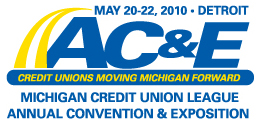 MAY 20-22, 2010 • DETROIT
AC&E
CREDIT UNIONS MOVING MICHIGAN FORWARD
MICHIGAN CREDIT UNION LEAGUE
ANNUAL CONVENTION & EXPOSITION